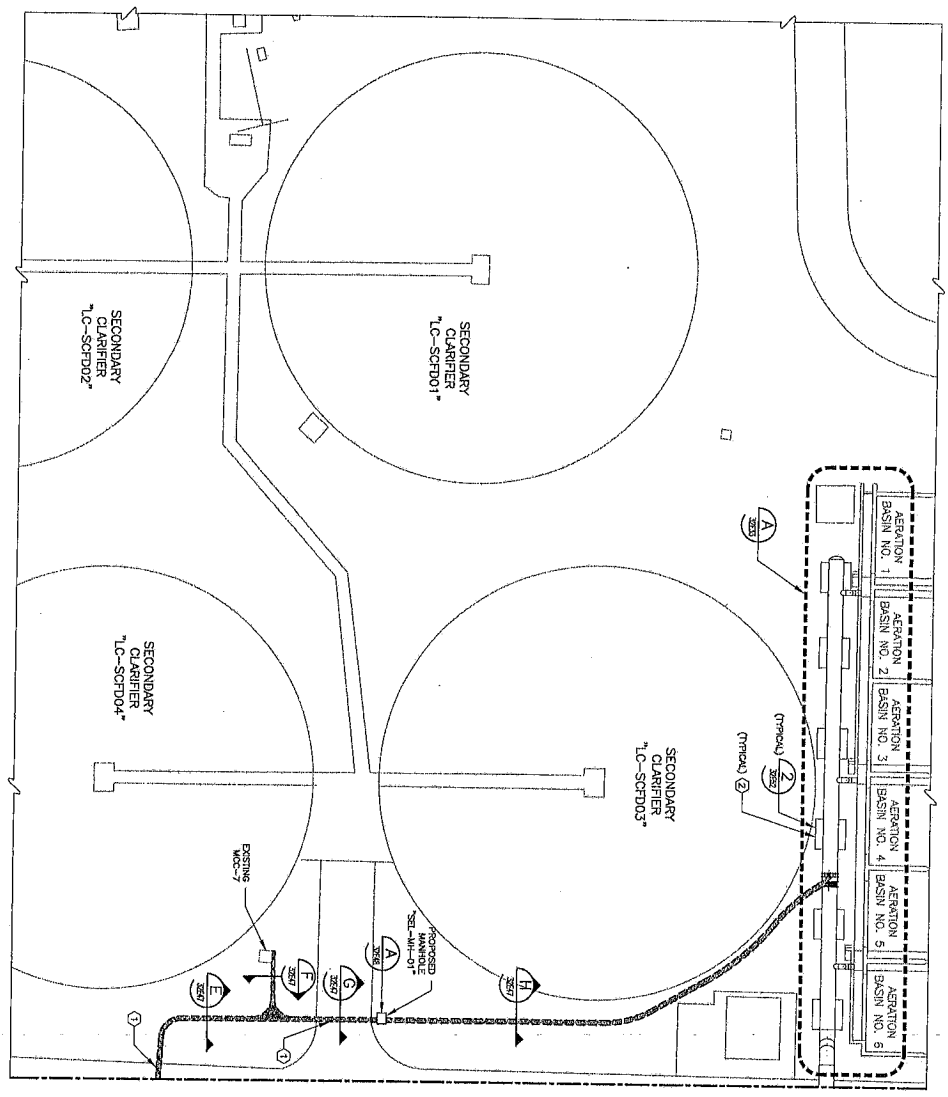 SECONDARY
CLARIFIER
"LC-SCFD02"
SECONDARY
CLARIFIER
"LC-SCFD01"
SECONDARY
CLARIFIER
"LC-SCFD04"
SECONDARY
CLARIFIER
"LC-SCFD03"
AERATION
BASIN NO. 1
AERATION
BASIN NO. 2
AERATION
BASIN NO. 3
AERATION
BASIN NO. 4
AERATION
BASIN NO. 5
AERATION
BASIN NO. 6
A
2
(TYPICAL)
2
(TYPICAL)
EXISTING
MCC-7
PROPOSED
MANHOLE
"SEL-MH-01"
A
E
F
G
H
1
1